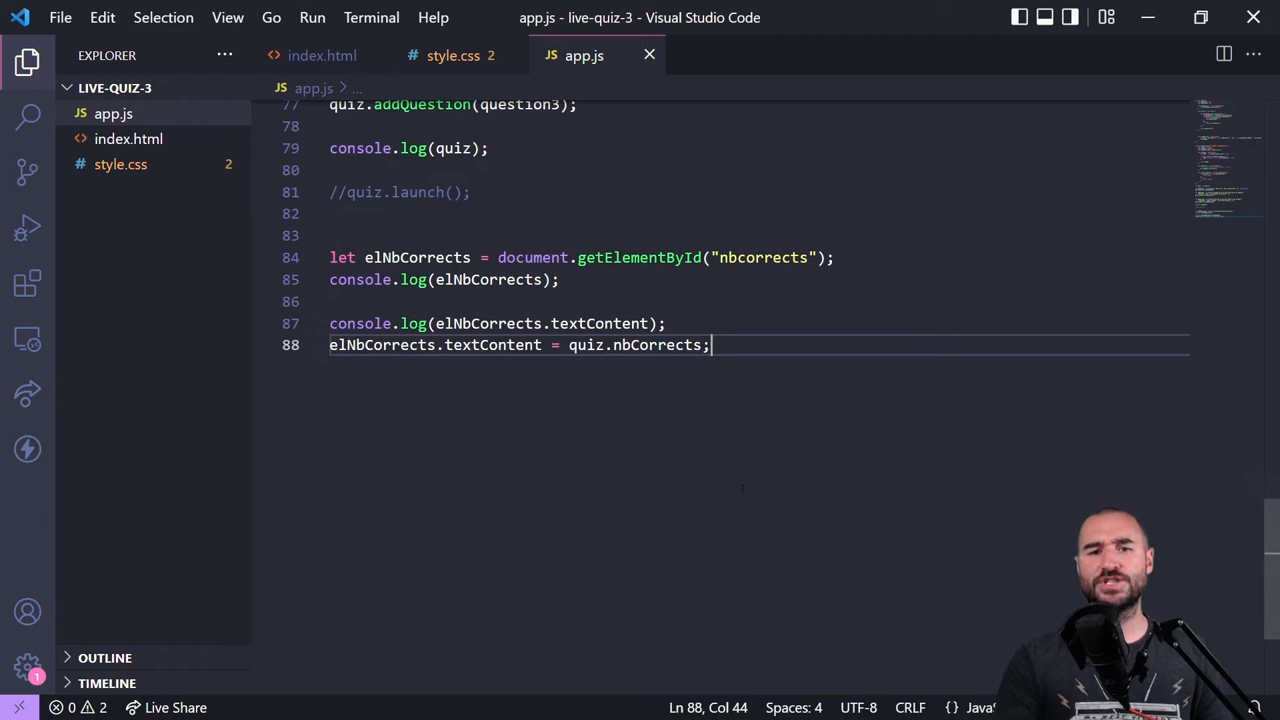 File Edit Selection View Go Run Terminal Help app.js - live-quiz-3 - Visual Studio Code
EXPLORER ··· <> index.html # style.css 2 JS app.js
LIVE-QUIZ-3 JS app.js > ...
JS app.js
<> index.html
# style.css 2
77 quiz.addQuestion(question3);
78
79 console.log(quiz);
80
81 //quiz.launch();
82
83
84 let elNbCorrects = document.getElementById("nbcorrects");
85 console.log(elNbCorrects);
86
87 console.log(elNbCorrects.textContent);
88 elNbCorrects.textContent = quiz.nbCorrects;
OUTLINE
TIMELINE
1
0 2 Live Share Ln 88, Col 44 Spaces: 4 UTF-8 CRLF {} Java